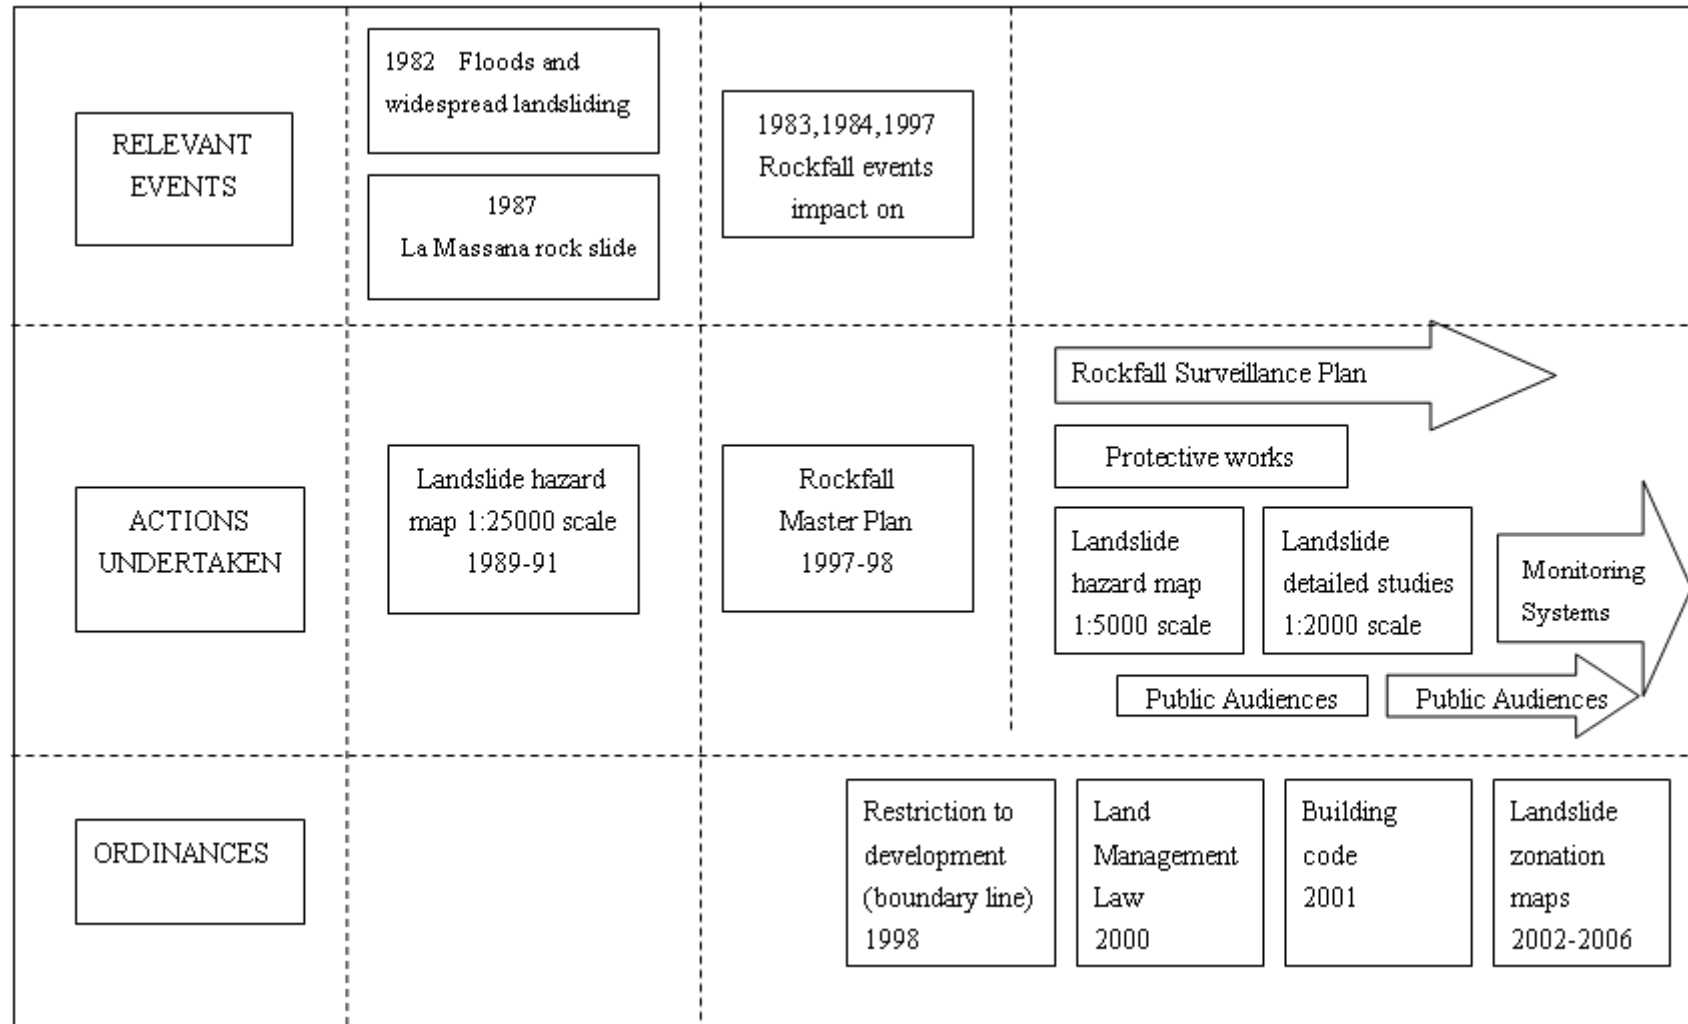 RELEVANT
EVENTS
1982 Floods and
widespread landsliding
1987
La Massana rock slide
1983,1984,1997
Rockfall events
impact on
ACTIONS
UNDERTAKEN
Landslide hazard
map 1:25000 scale
1989-91
Rockfall
Master Plan
1997-98
Rockfall Surveillance Plan
Protective works
Landslide
hazard map
1:5000 scale
Landslide
detailed studies
1:2000 scale
Monitoring
Systems
Public Audiences
Public Audiences
ORDINANCES
Restriction to
development
(boundary line)
1998
Land
Management
Law
2000
Building
code
2001
Landslide
zonation
maps
2002-2006